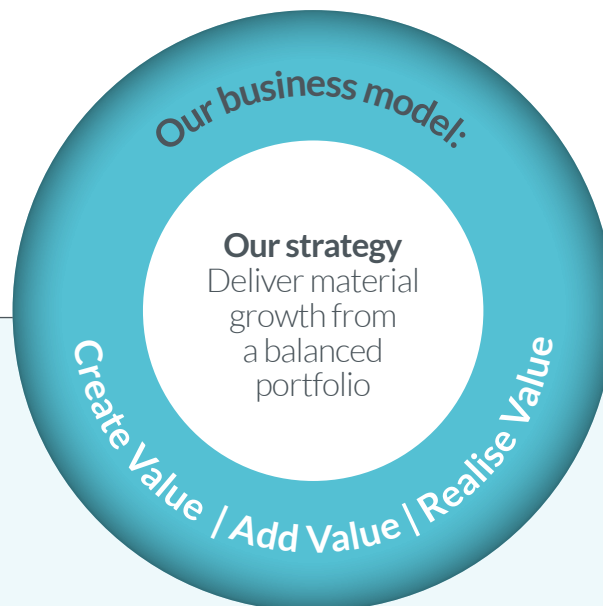 Our business model:
Our strategy
Deliver material
growth from
a balanced
portfolio
Create Value | Add Value | Realise Value